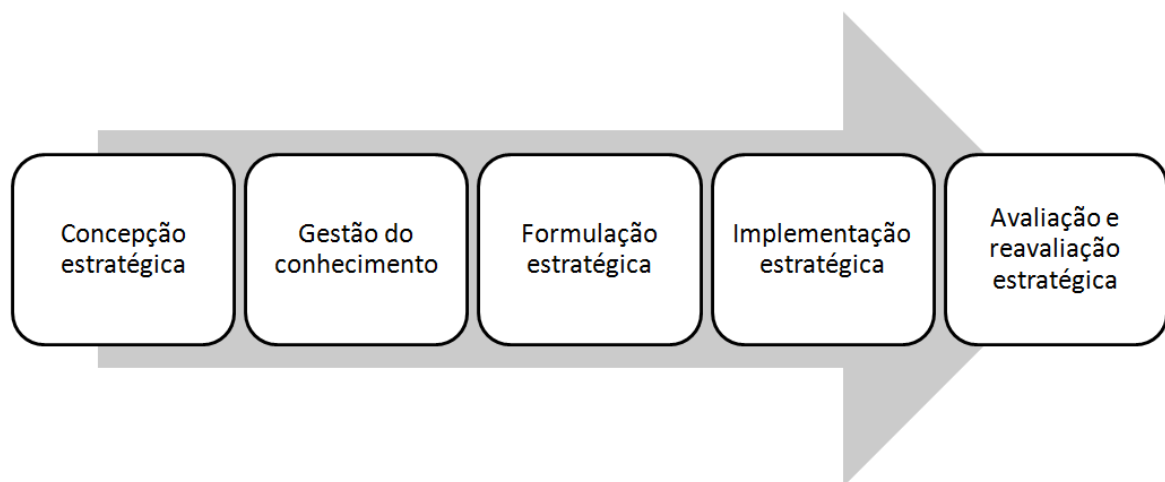 Concepção
estratégica
Gestão do
conhecimento
Formulação
estratégica
Implementação
estratégica
Avaliação e
reavaliação
estratégica